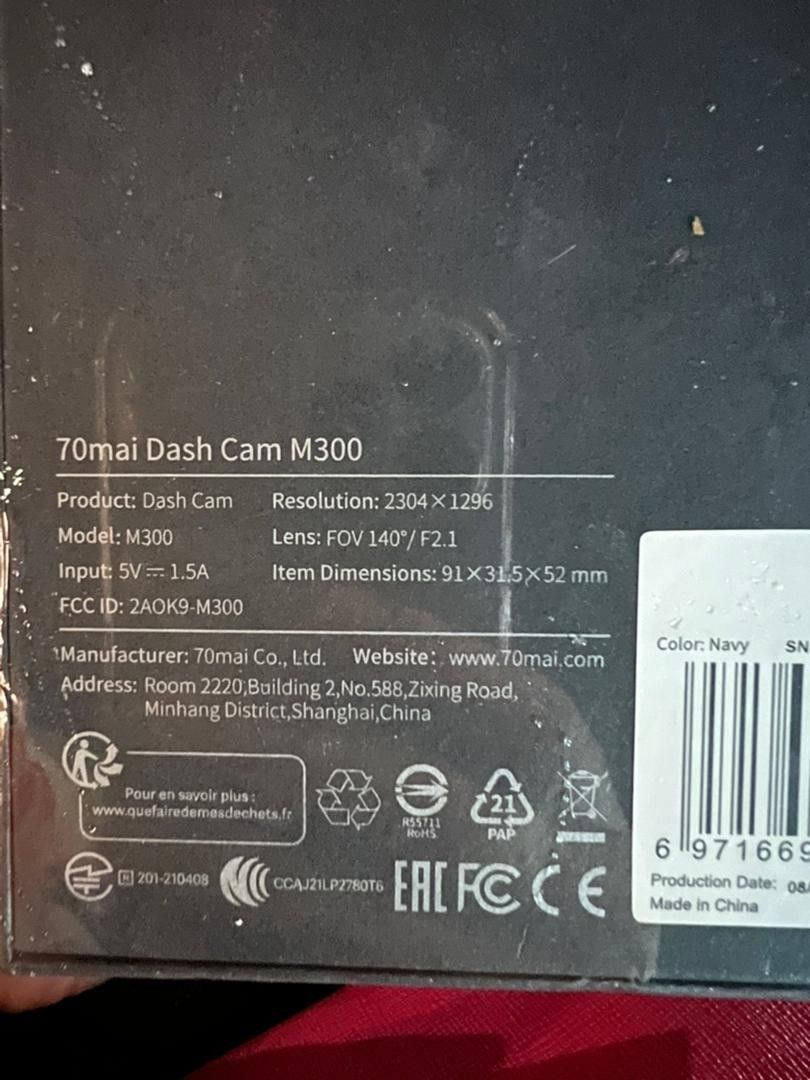 70mai Dash Cam M300
Product: Dash Cam Resolution: 2304×1296
Model: M300 Lens: FOV 140°/ F2.1
Input: 5V⎓1.5A Item Dimensions: 91×31.5×52 mm
FCC ID: 2AOK9-M300
Manufacturer: 70mai Co., Ltd. Website: www.70mai.com
Address: Room 2220,Building 2,No.588,Zixing Road,
Minhang District,Shanghai,China
Pour en savoir plus :
www.quefairedemesdechets.fr
R55711
RoHS
21
PAP
R 201-210408
CCAJ21LP2780T6
EAC FC CE
Color: Navy SN
6 971669
Production Date: 08/
Made in China